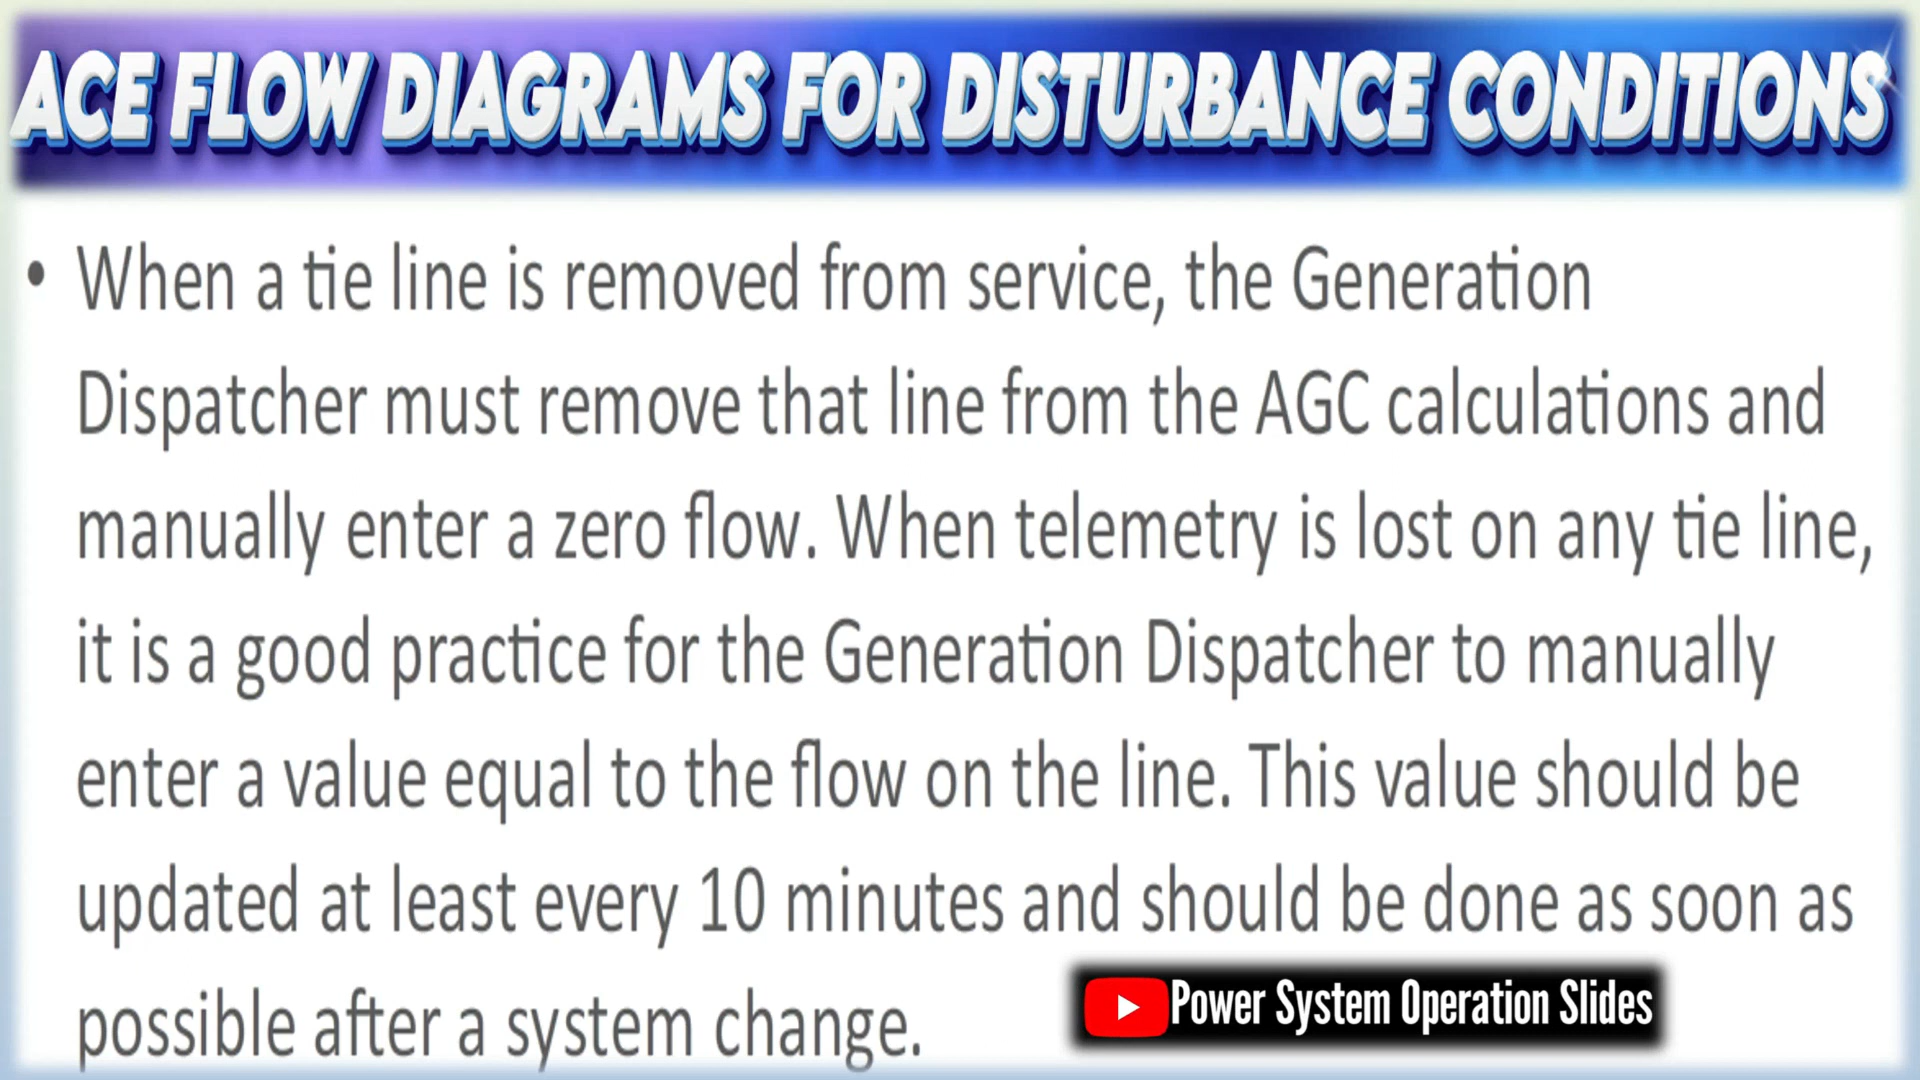 ACE FLOW DIAGRAMS FOR DISTURBANCE CONDITIONS
• When a tie line is removed from service, the Generation
Dispatcher must remove that line from the AGC calculations and
manually enter a zero flow. When telemetry is lost on any tie line,
it is a good practice for the Generation Dispatcher to manually
enter a value equal to the flow on the line. This value should be
updated at least every 10 minutes and should be done as soon as
possible after a system change.
Power System Operation Slides